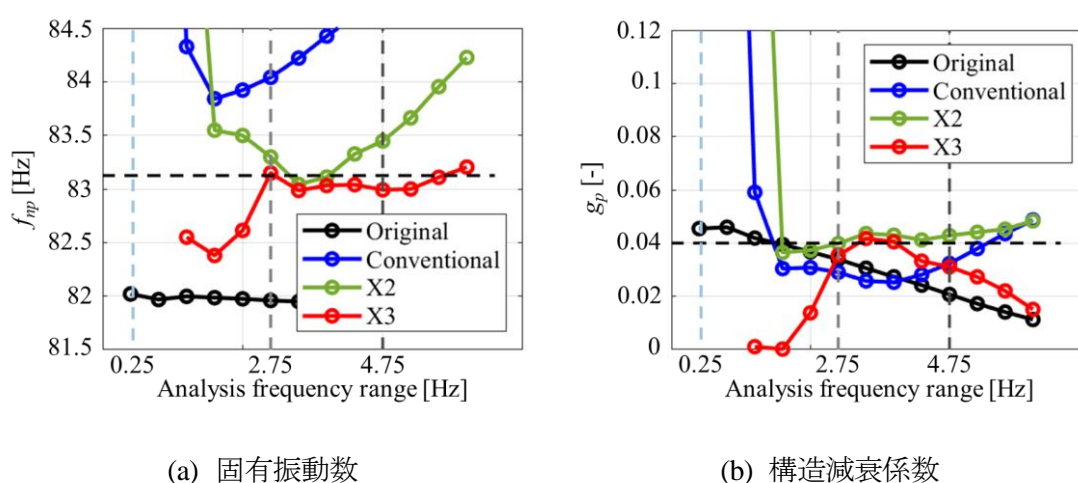 84.5
84
83.5
83
82.5
82
81.5
f_np [Hz]
Original
Conventional
X2
X3
0.25 2.75 4.75
Analysis frequency range [Hz]
0.12
0.1
0.08
0.06
0.04
0.02
0
g_p [-]
Original
Conventional
X2
X3
0.25 2.75 4.75
Analysis frequency range [Hz]
(a) 固有振動数
(b) 構造減衰係数